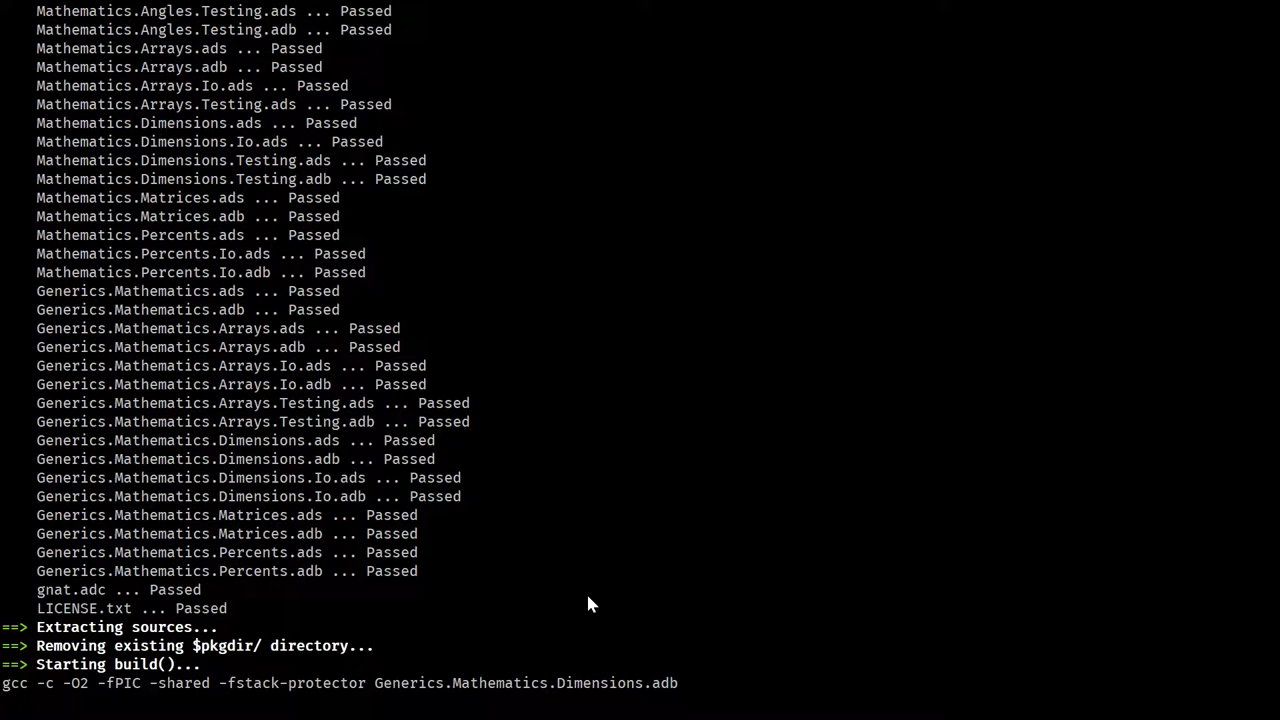 Mathematics.Angles.Testing.ads ... Passed
Mathematics.Angles.Testing.adb ... Passed
Mathematics.Arrays.ads ... Passed
Mathematics.Arrays.adb ... Passed
Mathematics.Arrays.Io.ads ... Passed
Mathematics.Arrays.Testing.ads ... Passed
Mathematics.Dimensions.ads ... Passed
Mathematics.Dimensions.Io.ads ... Passed
Mathematics.Dimensions.Testing.ads ... Passed
Mathematics.Dimensions.Testing.adb ... Passed
Mathematics.Matrices.ads ... Passed
Mathematics.Matrices.adb ... Passed
Mathematics.Percents.ads ... Passed
Mathematics.Percents.Io.ads ... Passed
Mathematics.Percents.Io.adb ... Passed
Generics.Mathematics.ads ... Passed
Generics.Mathematics.adb ... Passed
Generics.Mathematics.Arrays.ads ... Passed
Generics.Mathematics.Arrays.adb ... Passed
Generics.Mathematics.Arrays.Io.ads ... Passed
Generics.Mathematics.Arrays.Io.adb ... Passed
Generics.Mathematics.Arrays.Testing.ads ... Passed
Generics.Mathematics.Arrays.Testing.adb ... Passed
Generics.Mathematics.Dimensions.ads ... Passed
Generics.Mathematics.Dimensions.adb ... Passed
Generics.Mathematics.Dimensions.Io.ads ... Passed
Generics.Mathematics.Dimensions.Io.adb ... Passed
Generics.Mathematics.Matrices.ads ... Passed
Generics.Mathematics.Matrices.adb ... Passed
Generics.Mathematics.Percents.ads ... Passed
Generics.Mathematics.Percents.adb ... Passed
gnat.adc ... Passed
LICENSE.txt ... Passed
==> Extracting sources...
==> Removing existing $pkgdir/ directory...
==> Starting build()...
gcc -c -O2 -fPIC -shared -fstack-protector Generics.Mathematics.Dimensions.adb